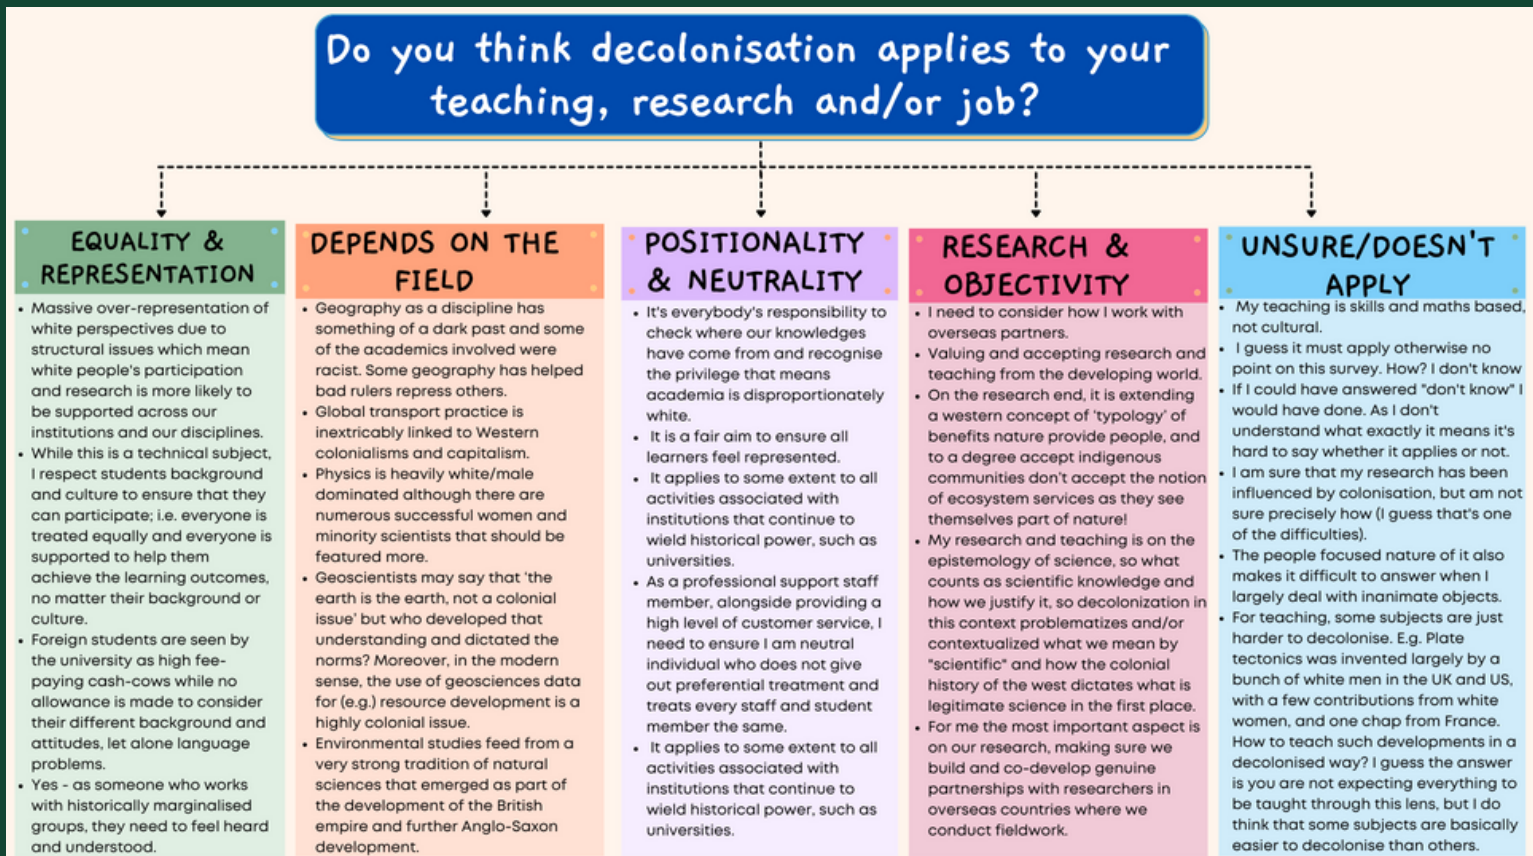 Do you think decolonisation applies to your
teaching, research and/or job?
EQUALITY &
REPRESENTATION
• Massive over-representation of
white perspectives due to
structural issues which mean
white people's participation
and research is more likely to
be supported across our
institutions and our disciplines.
• While this is a technical subject,
I respect students background
and culture to ensure that they
can participate; i.e. everyone is
treated equally and everyone is
supported to help them
achieve the learning outcomes,
no matter their background or
culture.
• Foreign students are seen by
the university as high fee-
paying cash-cows while no
allowance is made to consider
their different background and
attitudes, let alone language
problems.
• Yes - as someone who works
with historically marginalised
groups, they need to feel heard
and understood.
DEPENDS ON THE
FIELD
• Geography as a discipline has
something of a dark past and some
of the academics involved were
racist. Some geography has helped
bad rulers repress others.
• Global transport practice is
inextricably linked to Western
colonialisms and capitalism.
• Physics is heavily white/male
dominated although there are
numerous successful women and
minority scientists that should be
featured more.
• Geoscientists may say that 'the
earth is the earth, not a colonial
issue' but who developed that
understanding and dictated the
norms? Moreover, in the modern
sense, the use of geosciences data
for (e.g.) resource development is a
highly colonial issue.
• Environmental studies feed from a
very strong tradition of natural
sciences that emerged as part of
the development of the British
empire and further Anglo-Saxon
development.
POSITIONALITY
& NEUTRALITY
• It's everybody's responsibility to
check where our knowledges
have come from and recognise
the privilege that means
academia is disproportionately
white.
• It is a fair aim to ensure all
learners feel represented.
• It applies to some extent to all
activities associated with
institutions that continue to
wield historical power, such as
universities.
• As a professional support staff
member, alongside providing a
high level of customer service, I
need to ensure I am neutral
individual who does not give
out preferential treatment and
treats every staff and student
member the same.
• It applies to some extent to all
activities associated with
institutions that continue to
wield historical power, such as
universities.
RESEARCH &
OBJECTIVITY
• I need to consider how I work with
overseas partners.
• Valuing and accepting research and
teaching from the developing world.
• On the research end, it is extending
a western concept of 'typology' of
benefits nature provide people, and
to a degree accept indigenous
communities don't accept the notion
of ecosystem services as they see
themselves part of nature!
• My research and teaching is on the
epistemology of science, so what
counts as scientific knowledge and
how we justify it, so decolonization in
this context problematizes and/or
contextualized what we mean by
"scientific" and how the colonial
history of the west dictates what is
legitimate science in the first place.
• For me the most important aspect is
on our research, making sure we
build and co-develop genuine
partnerships with researchers in
overseas countries where we
conduct fieldwork.
UNSURE/DOESN'T
APPLY
• My teaching is skills and maths based,
not cultural.
• I guess it must apply otherwise no
point on this survey. How? I don't know
• If I could have answered "don't know" I
would have done. As I don't
understand what exactly it means it's
hard to say whether it applies or not.
• I am sure that my research has been
influenced by colonisation, but am not
sure precisely how (I guess that's one
of the difficulties).
• The people focused nature of it also
makes it difficult to answer when I
largely deal with inanimate objects.
• For teaching, some subjects are just
harder to decolonise. E.g. Plate
tectonics was invented largely by a
bunch of white men in the UK and US,
with a few contributions from white
women, and one chap from France.
How to teach such developments in a
decolonised way? I guess the answer
is you are not expecting everything to
be taught through this lens, but I do
think that some subjects are basically
easier to decolonise than others.